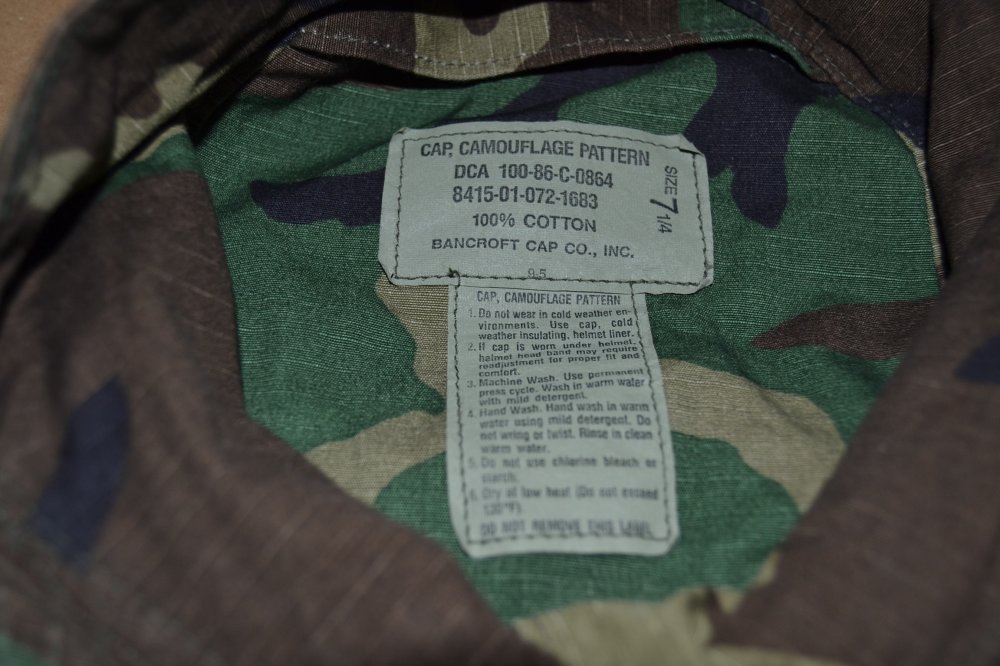 CAP, CAMOUFLAGE PATTERN
DCA 100-86-C-0864
8415-01-072-1683
100% COTTON
BANCROFT CAP CO., INC.
SIZE 7 1/4
9.5
CAP, CAMOUFLAGE PATTERN
1. Do not wear in cold weather en-
vironments. Use cap, cold
weather insulating, helmet liner.
2. If cap is worn under helmet,
helmet head band may require
readjustment for proper fit and
comfort.
3. Machine Wash. Use permanent
press cycle. Wash in warm water
with mild detergent.
4. Hand Wash. Hand wash in warm
water using mild detergent. Do
not wring or twist. Rinse in clean
warm water.
5. Do not use chlorine bleach or
starch.
6. Dry at low heat (Do not exceed
130°F)
DO NOT REMOVE THIS LABEL